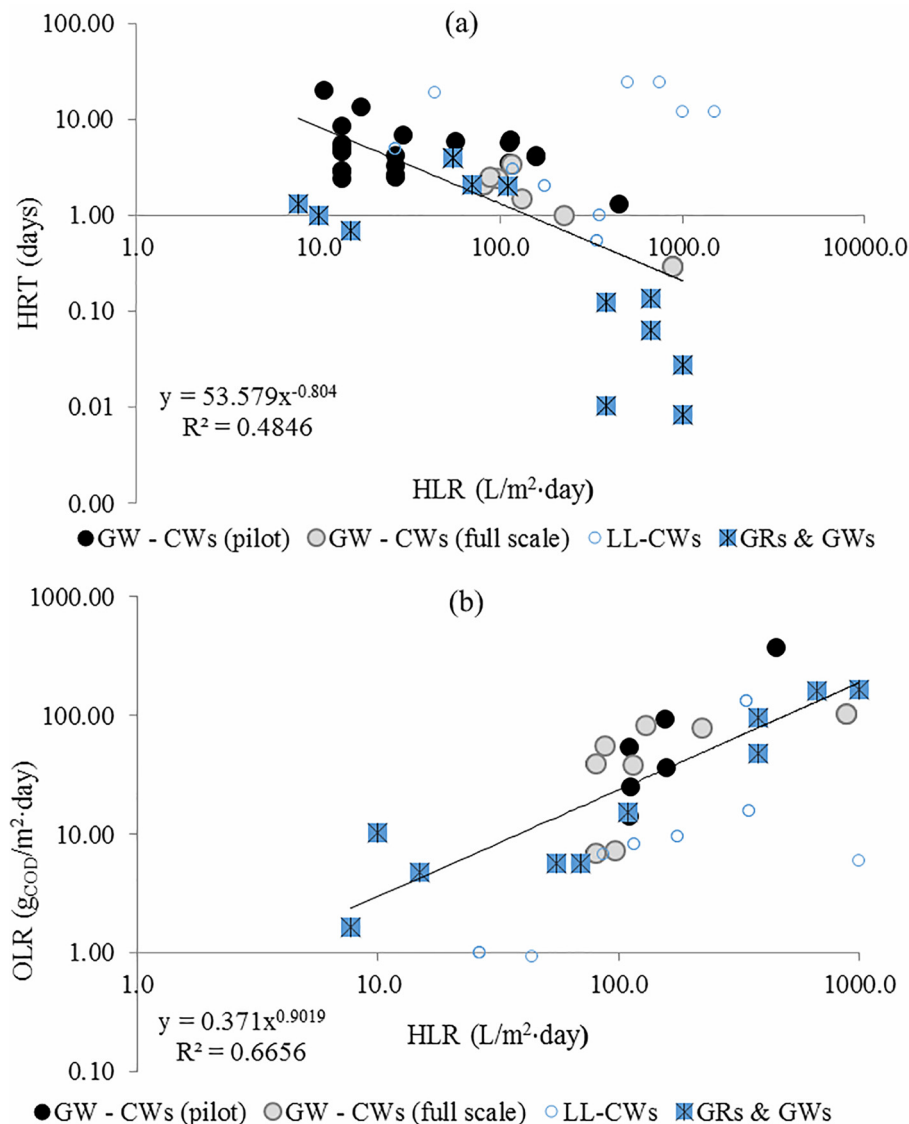 (a)
100.00
10.00
1.00
0.10
0.01
0.00
1.0
10.0
100.0
1000.0
10000.0
HRT (days)
y = 53.579x^-0.804
R² = 0.4846
HLR (L/m²·day)
GW - CWs (pilot) GW - CWs (full scale) LL-CWs GRs & GWs
(b)
1000.00
100.00
10.00
1.00
0.10
1.0
10.0
100.0
1000.0
OLR (gCOD/m²·day)
y = 0.371x^0.9019
R² = 0.6656
HLR (L/m²·day)
GW - CWs (pilot) GW - CWs (full scale) LL-CWs GRs & GWs